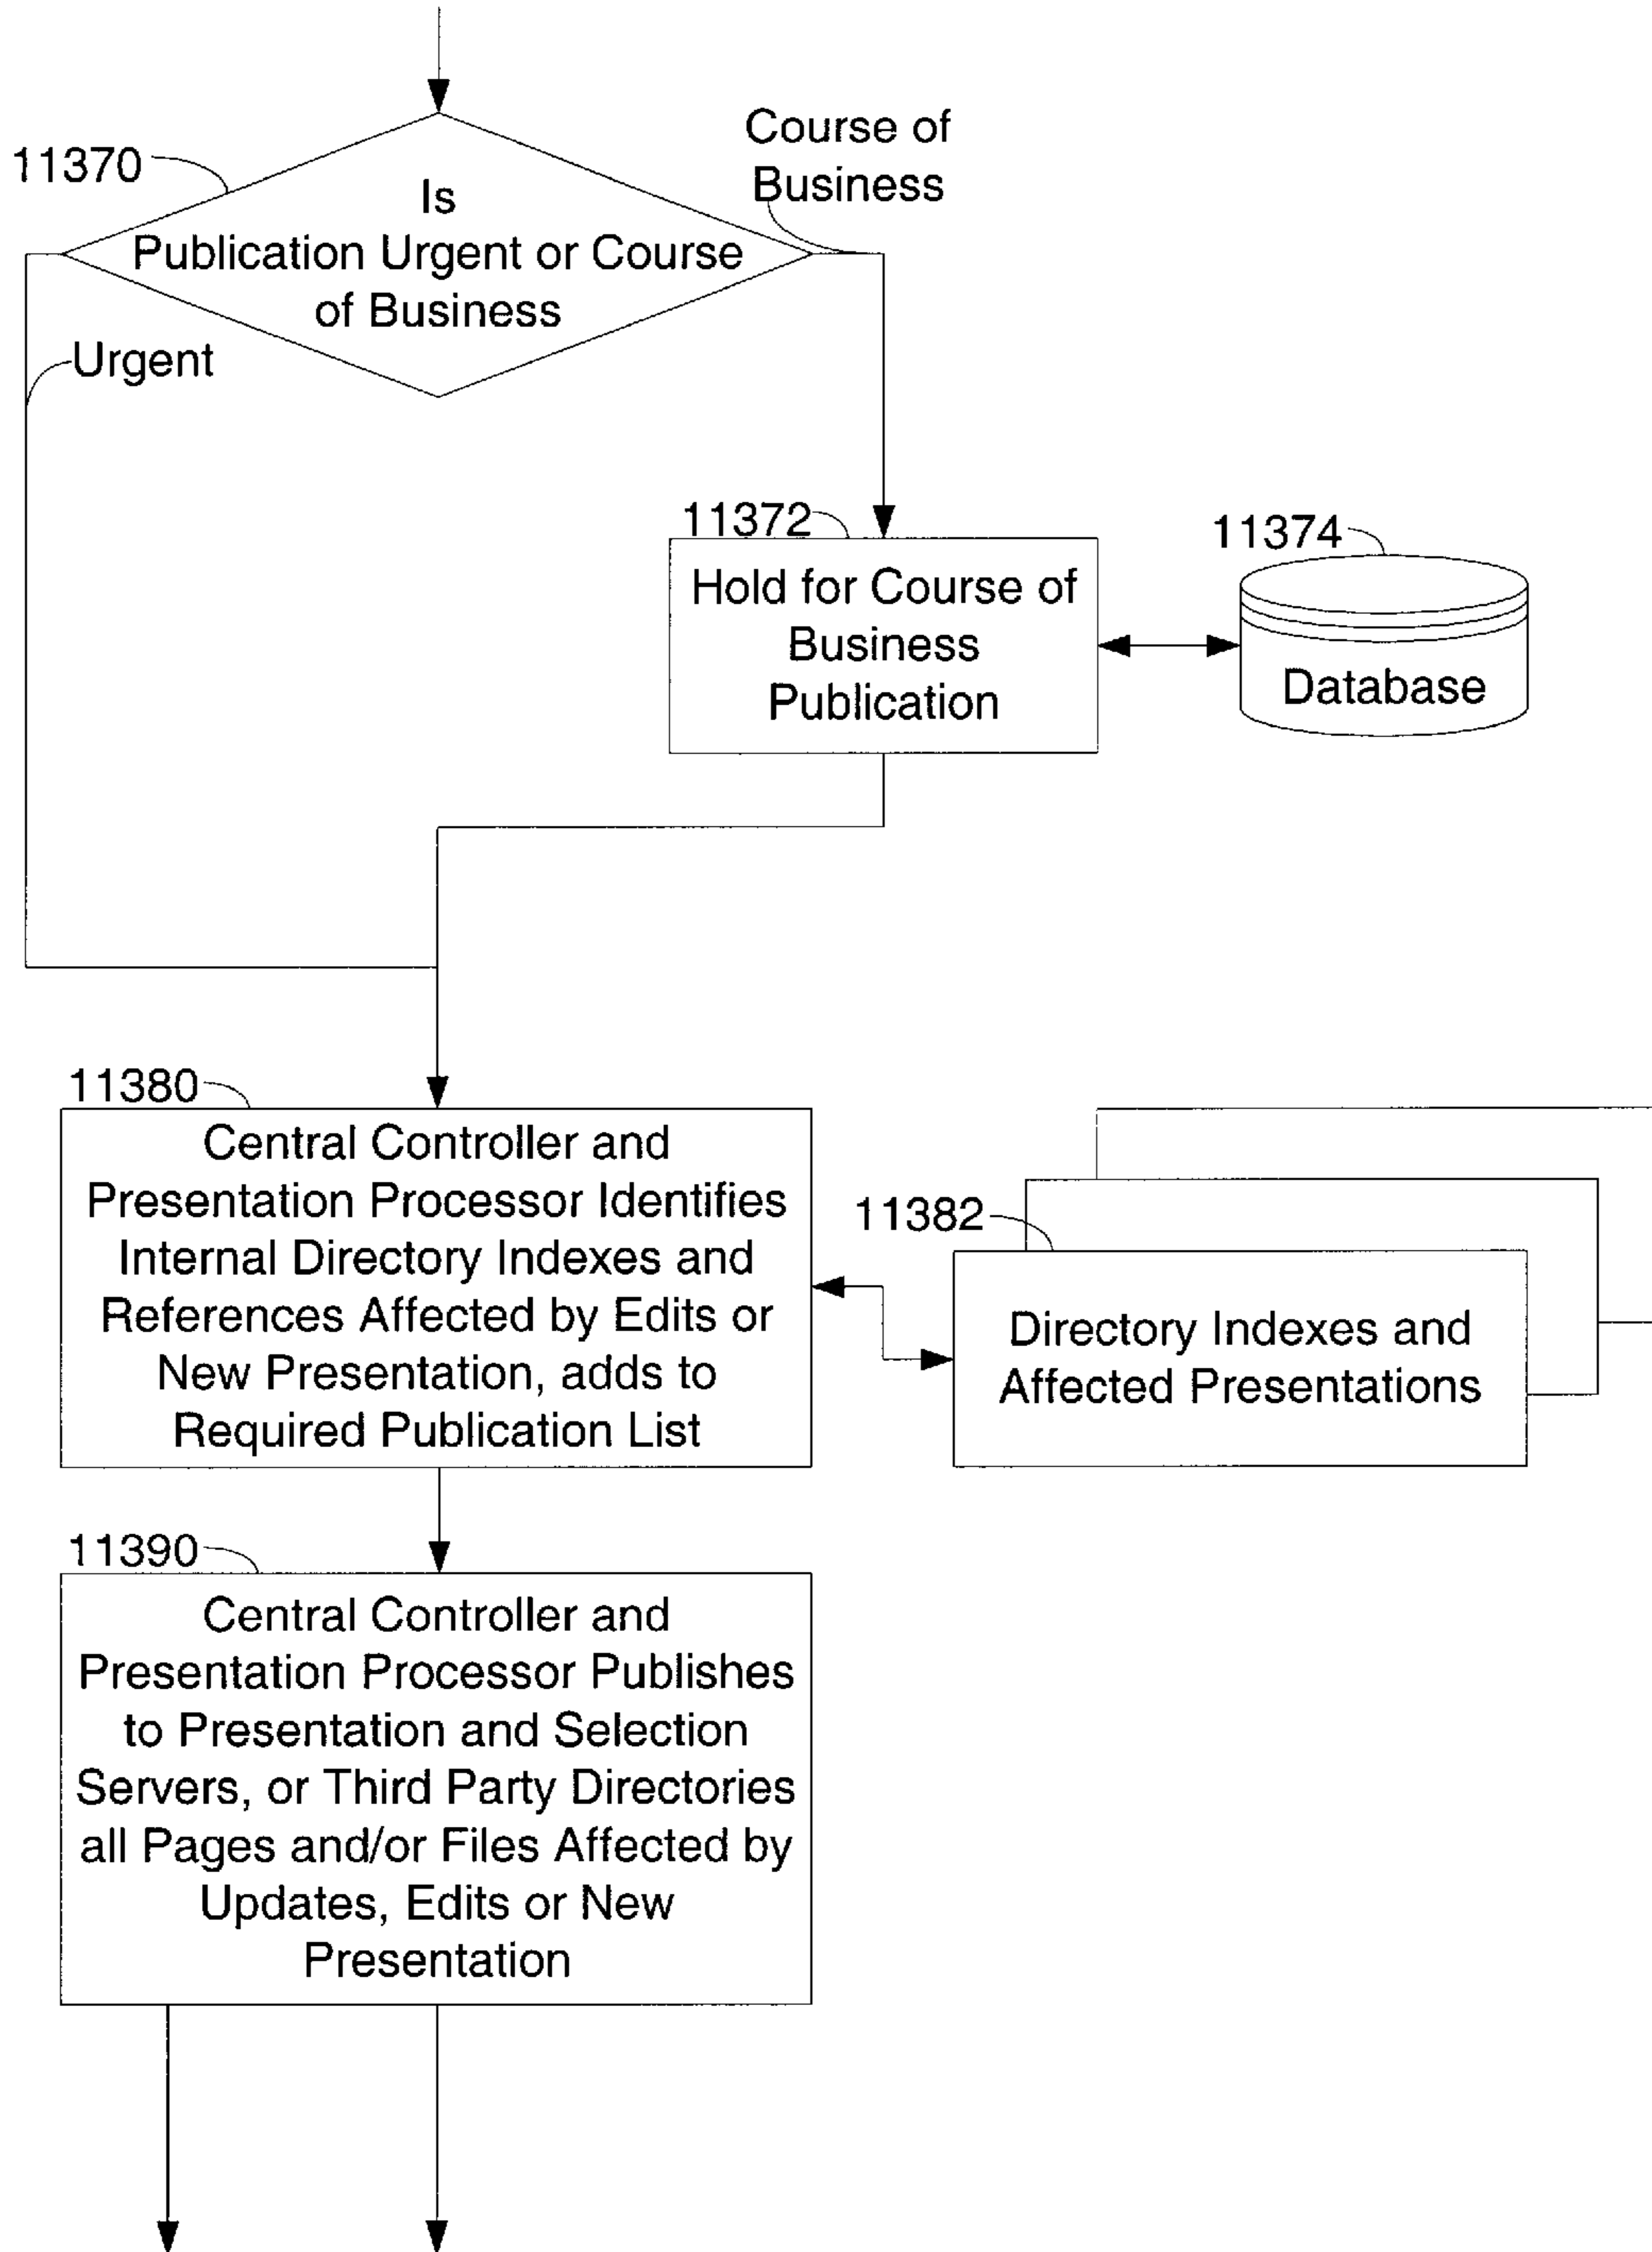 Course of
Business
11370
Is
Publication Urgent or Course
of Business
Urgent
11372
Hold for Course of
Business
Publication
11374
Database
11380
Central Controller and
Presentation Processor Identifies
Internal Directory Indexes and
References Affected by Edits or
New Presentation, adds to
Required Publication List
11382
Directory Indexes and
Affected Presentations
11390
Central Controller and
Presentation Processor Publishes
to Presentation and Selection
Servers, or Third Party Directories
all Pages and/or Files Affected by
Updates, Edits or New
Presentation